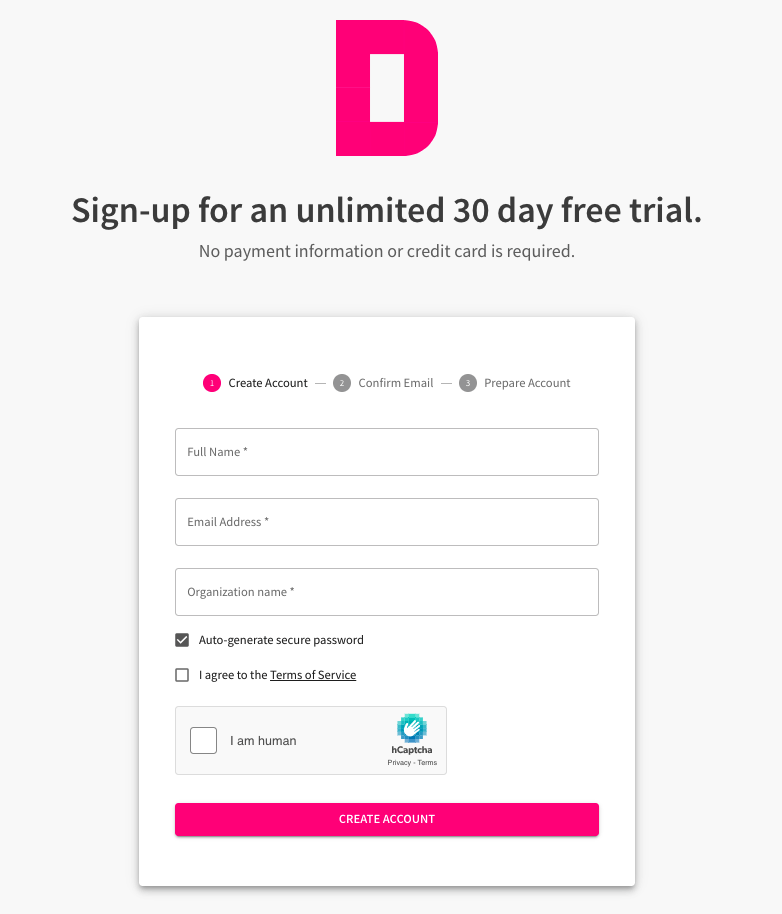 D
Sign-up for an unlimited 30 day free trial.
No payment information or credit card is required.
1 Create Account — 2 Confirm Email — 3 Prepare Account
Full Name *
Email Address *
Organization name *
Auto-generate secure password
I agree to the Terms of Service
I am human
hCaptcha
Privacy - Terms
CREATE ACCOUNT